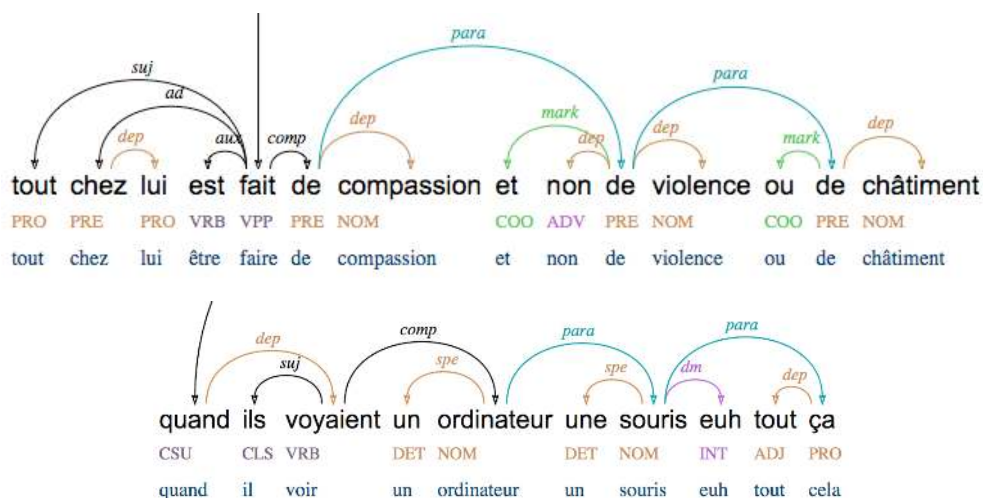 para
suj para
ad
mark
dep aux comp dep dep dep mark dep
tout chez lui est fait de compassion et non de violence ou de châtiment
PRO PRE PRO VRB VPP PRE NOM COO ADV PRE NOM COO PRE NOM
tout chez lui être faire de compassion et non de violence ou de châtiment
dep comp para para
suj spe spe dm dep
quand ils voyaient un ordinateur une souris euh tout ça
CSU CLS VRB DET NOM DET NOM INT ADJ PRO
quand il voir un ordinateur un souris euh tout cela